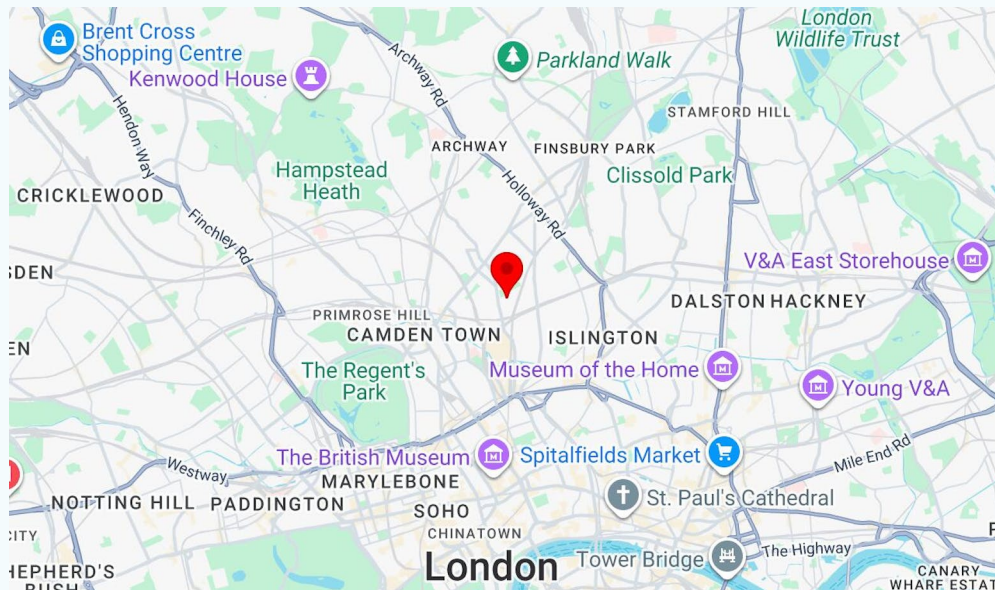 London
Wildlife Trust
Brent Cross
Shopping Centre
Archway Rd
Parkland Walk
Kenwood House
Hendon Way
STAMFORD HILL
ARCHWAY
FINSBURY PARK
Hampstead
Heath
Clissold Park
CRICKLEWOOD
Holloway Rd
Finchley Rd
V&A East Storehouse
SDEN
DALSTON
HACKNEY
PRIMROSE HILL
CAMDEN TOWN
ISLINGTON
EN
The Regent's
Park
Museum of the Home
Young V&A
Mile End Rd
The British Museum
Spitalfields Market
Westway
MARYLEBONE
St. Paul's Cathedral
NOTTING HILL
PADDINGTON
SOHO
CHINATOWN
CITY
London
Tower Bridge
The Highway
HEPHERD'S
BUSH
CANARY
WHARF ESTAT